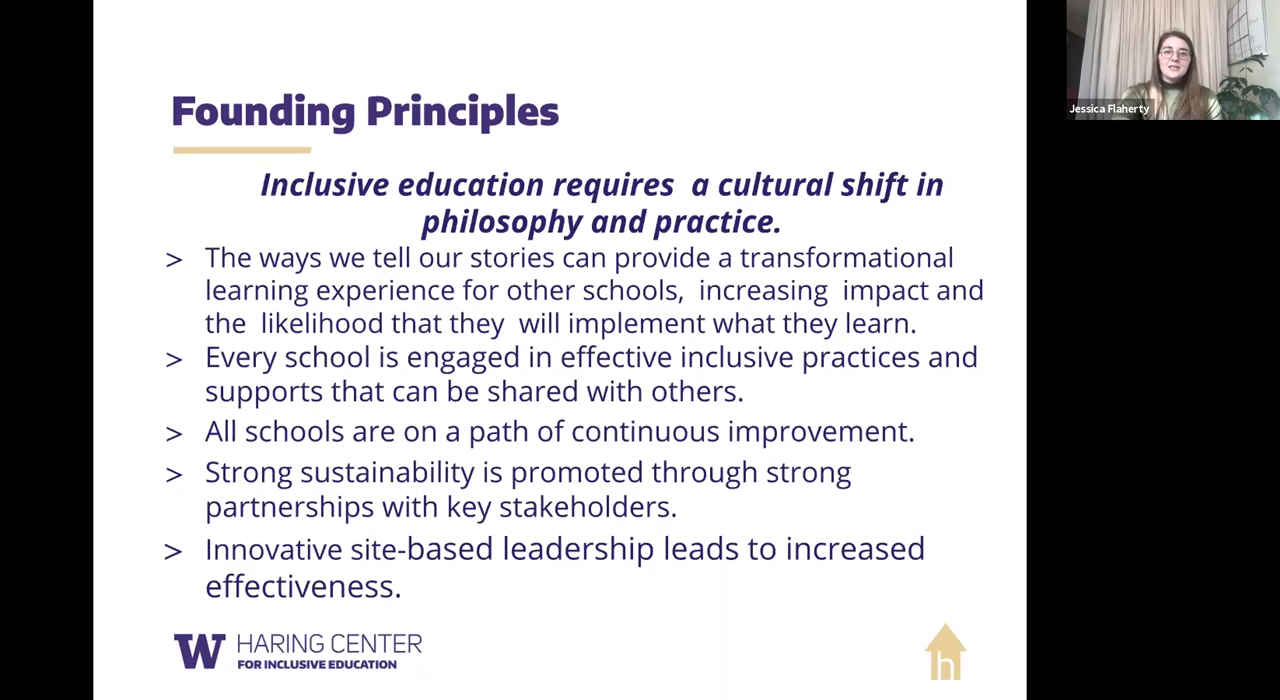 Founding Principles
Inclusive education requires a cultural shift in
philosophy and practice.
> The ways we tell our stories can provide a transformational
learning experience for other schools, increasing impact and
the likelihood that they will implement what they learn.
> Every school is engaged in effective inclusive practices and
supports that can be shared with others.
> All schools are on a path of continuous improvement.
> Strong sustainability is promoted through strong
partnerships with key stakeholders.
> Innovative site-based leadership leads to increased
effectiveness.
W HARING CENTER
FOR INCLUSIVE EDUCATION
h
Jessica Flaherty